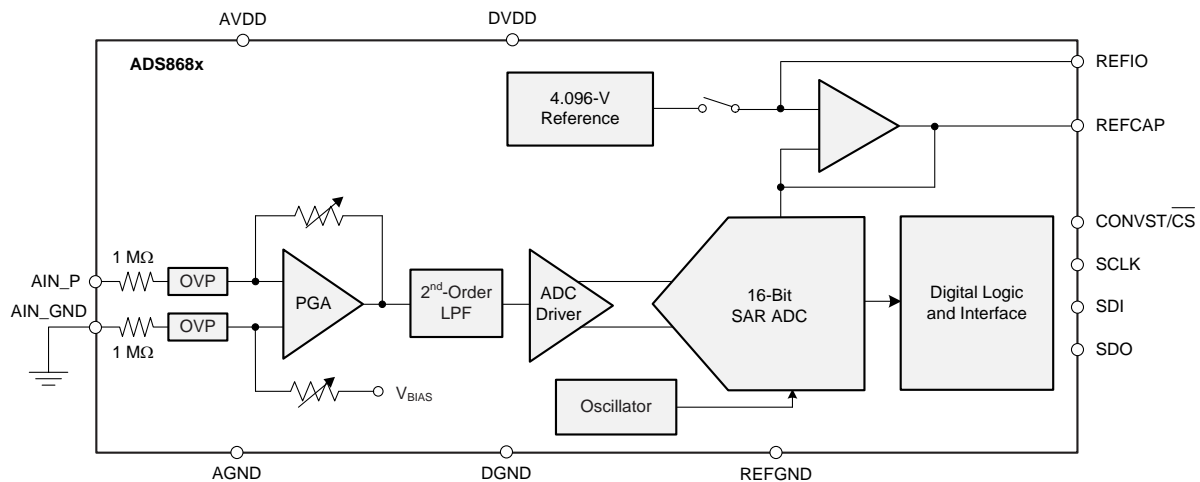 AVDD
DVDD
ADS868x
REFIO
4.096-V
Reference
REFCAP
CONVST/CS
1 MΩ
AIN_P
OVP
PGA
2nd-Order
LPF
ADC
Driver
16-Bit
SAR ADC
Digital Logic
and Interface
SCLK
SDI
SDO
AIN_GND
OVP
1 MΩ
VBIAS
Oscillator
AGND
DGND
REFGND